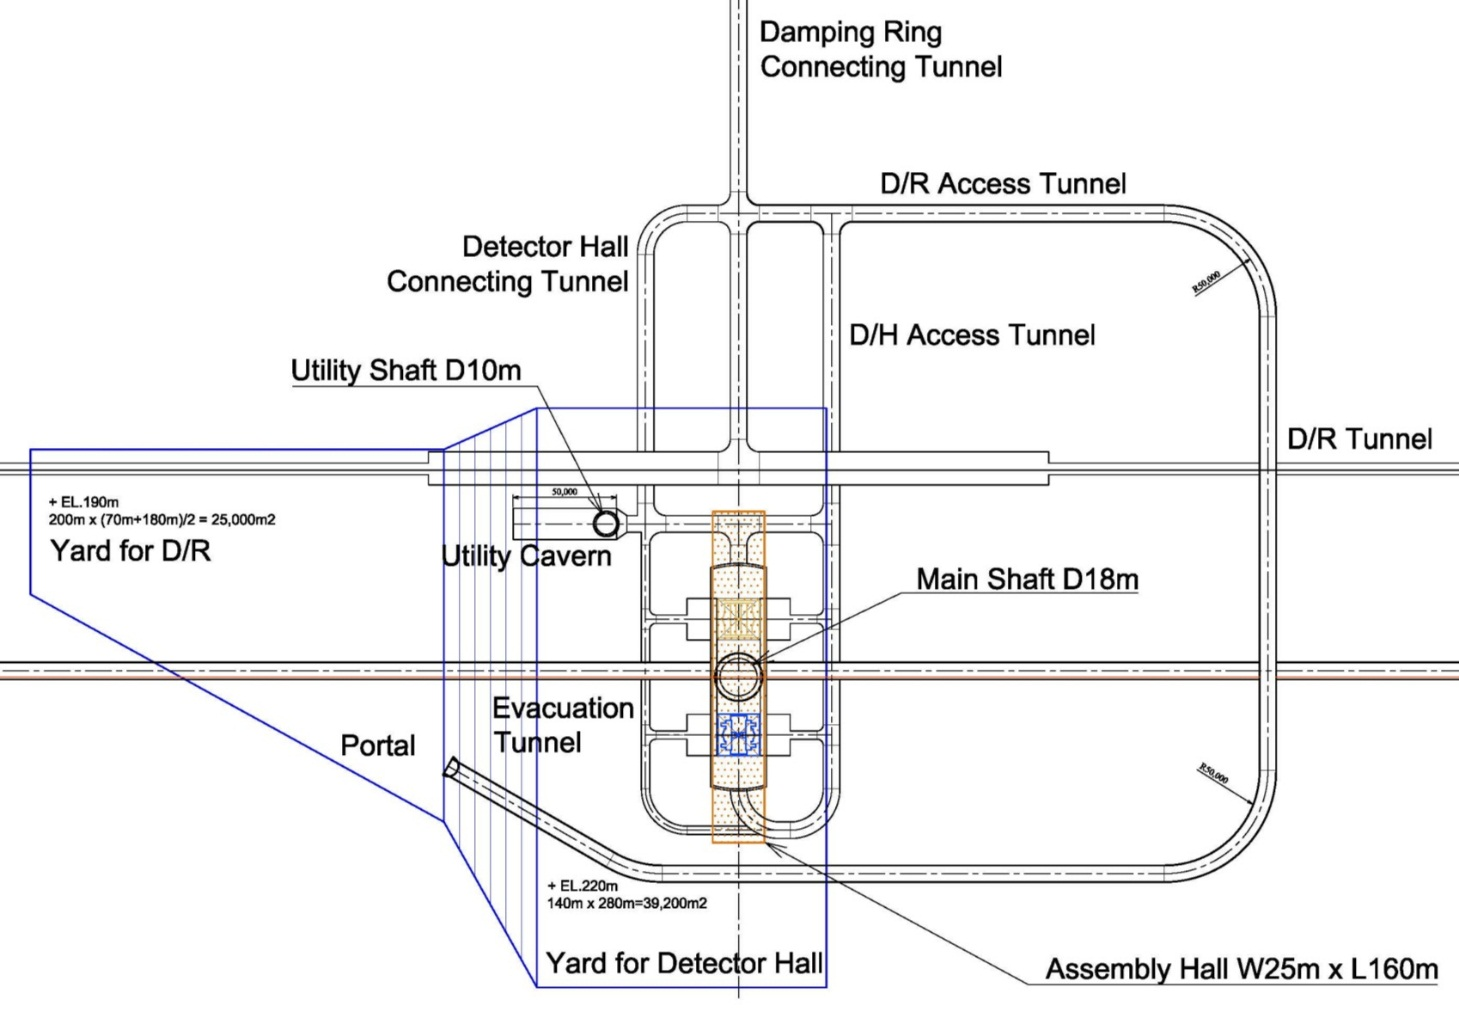 Damping Ring
Connecting Tunnel
D/R Access Tunnel
Detector Hall
Connecting Tunnel
R50,000
D/H Access Tunnel
Utility Shaft D10m
D/R Tunnel
50,000
+ EL.190m
200m x (70m+180m)/2 = 25,000m2
Yard for D/R
Utility Cavern
Main Shaft D18m
Evacuation
Tunnel
Portal
R50,000
+ EL.220m
140m x 280m=39,200m2
Yard for Detector Hall
Assembly Hall W25m x L160m